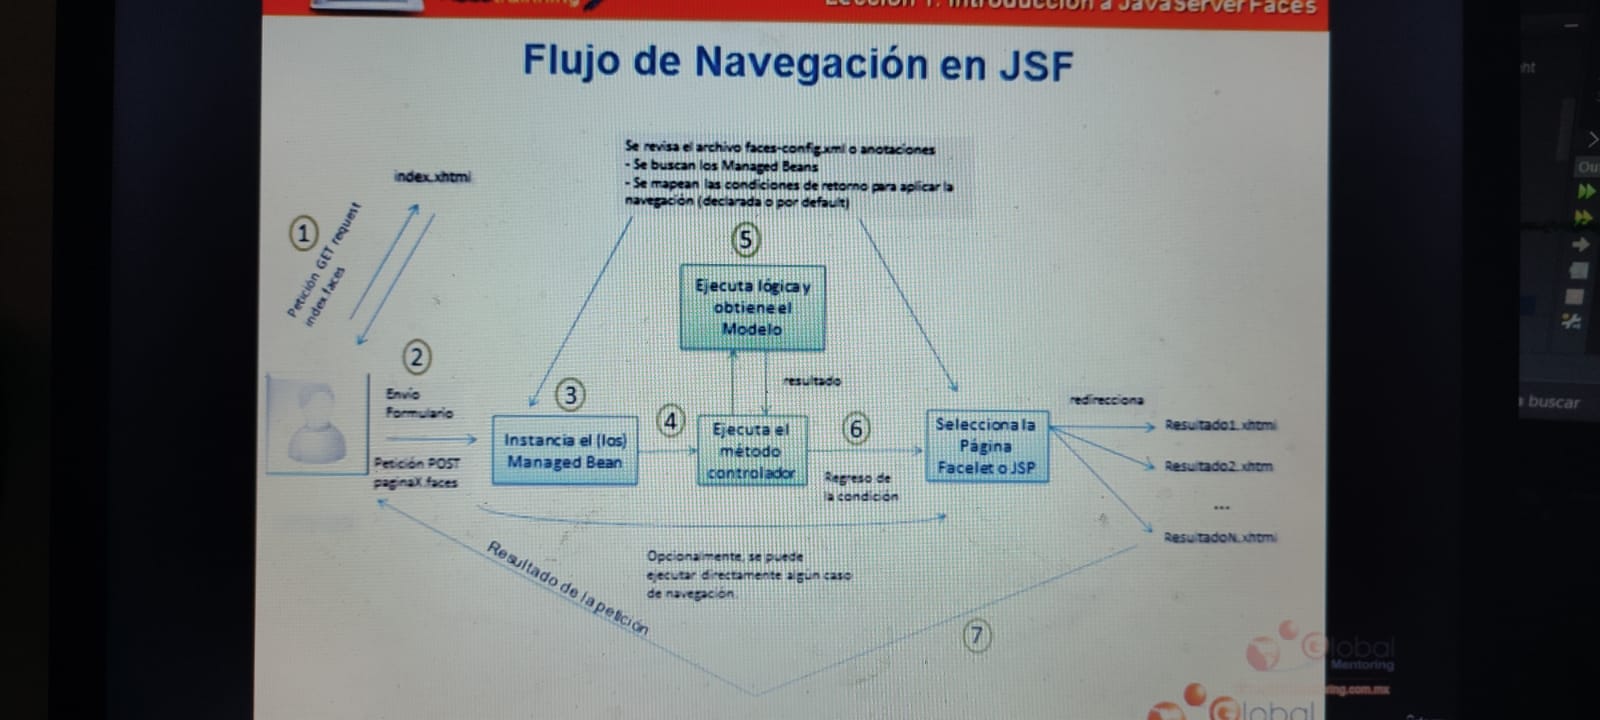 Lección 1. Introducción a JavaServer Faces
Flujo de Navegación en JSF
Se revisa el archivo faces-config.xml o anotaciones
- Se buscan los Managed Beans
- Se mapean las condiciones de retorno para aplicar la
navegación (declarada o por default)
index.xhtml
1
Petición GET request
index.faces
5
Ejecuta lógica y
obtiene el
Modelo
2
Envío
Formulario
Petición POST
paginaX.faces
3
Instancia el (los)
Managed Bean
4
resultado
Ejecuta el
método
controlador
6
Regreso de
la condición
Selecciona la
Página
Facelet o JSP
redirecciona
Resultado1.xhtml
Resultado2.xhtm
...
ResultadoN.xhtml
Opcionalmente, se puede
ejecutar directamente algún caso
de navegación.
Resultado de la petición
7
Global
Mentoring
ring.com.mx
Global
Ou
buscar